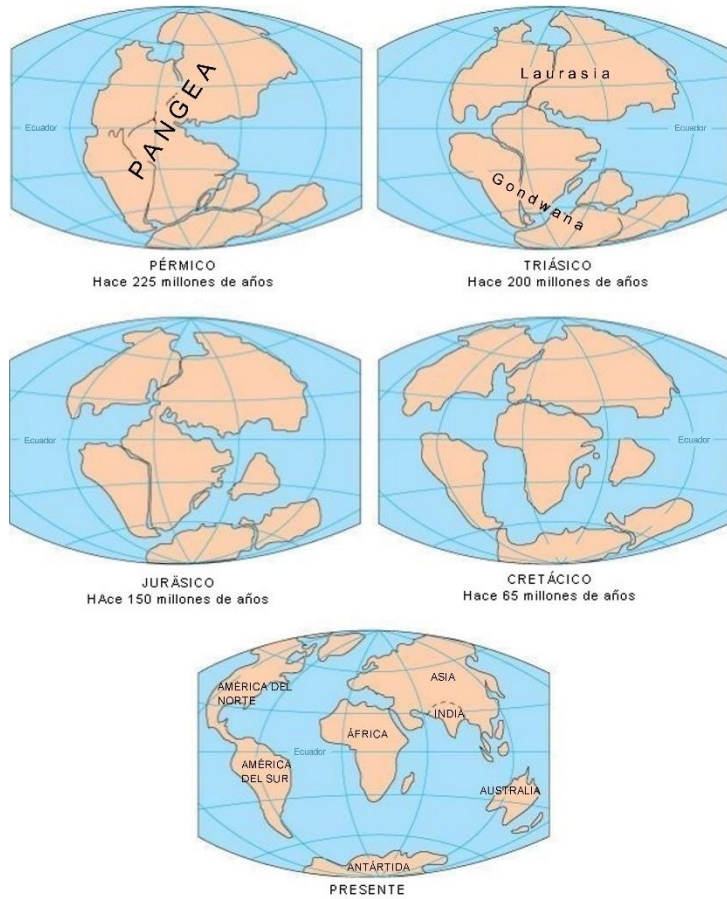 Ecuador
PANGEA
PÉRMICO
Hace 225 millones de años
Laurasia
Ecuador
Gondwana
TRIÁSICO
Hace 200 millones de años
Ecuador
JURÄSICO
HAce 150 millones de años
Ecuador
CRETÁCICO
Hace 65 millones de años
AMÉRICA DEL
NORTE
ASIA
INDIA
ÁFRICA
Ecuador
AMÉRICA
DEL SUR
AUSTRALIA
ANTÁRTIDA
PRESENTE